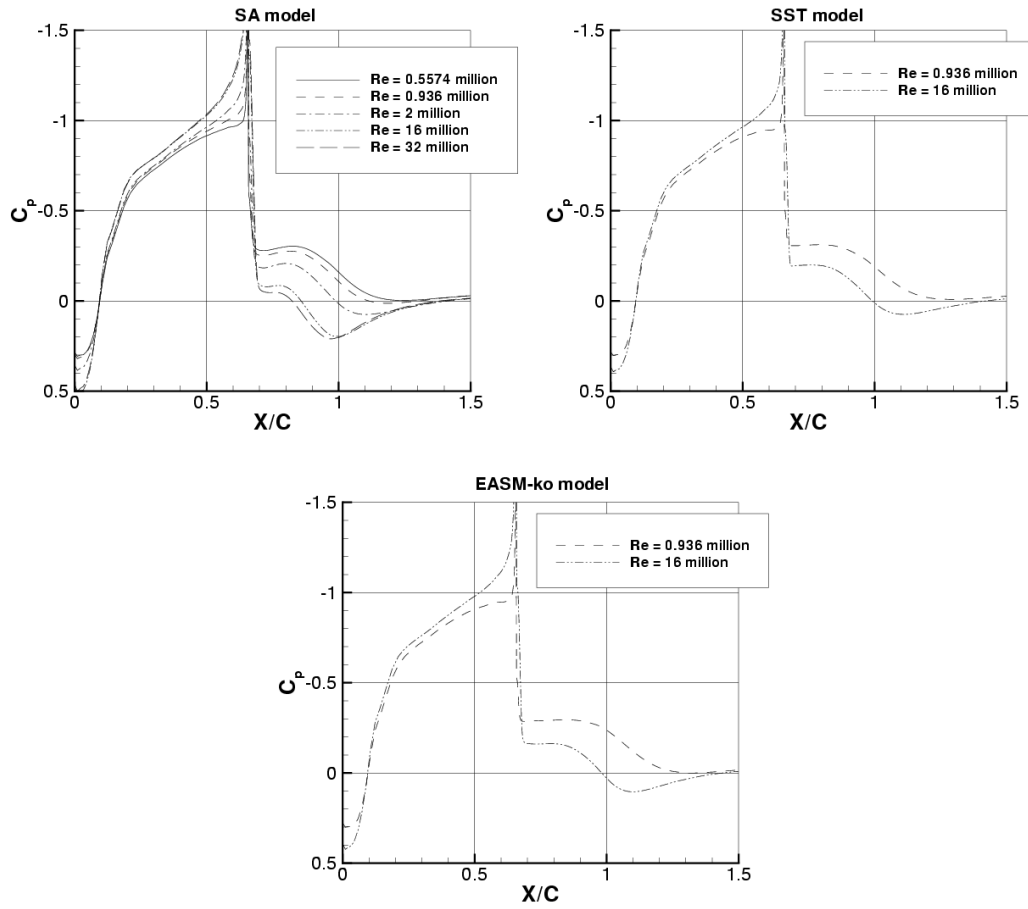 SA model
-1.5
-1
-0.5
0
0.5
Cp
0
0.5
1
1.5
X/C
Re = 0.5574 million
Re = 0.936 million
Re = 2 million
Re = 16 million
Re = 32 million
SST model
-1.5
-1
-0.5
0
0.5
Cp
0
0.5
1
1.5
X/C
Re = 0.936 million
Re = 16 million
EASM-ko model
-1.5
-1
-0.5
0
0.5
Cp
0
0.5
1
1.5
X/C
Re = 0.936 million
Re = 16 million